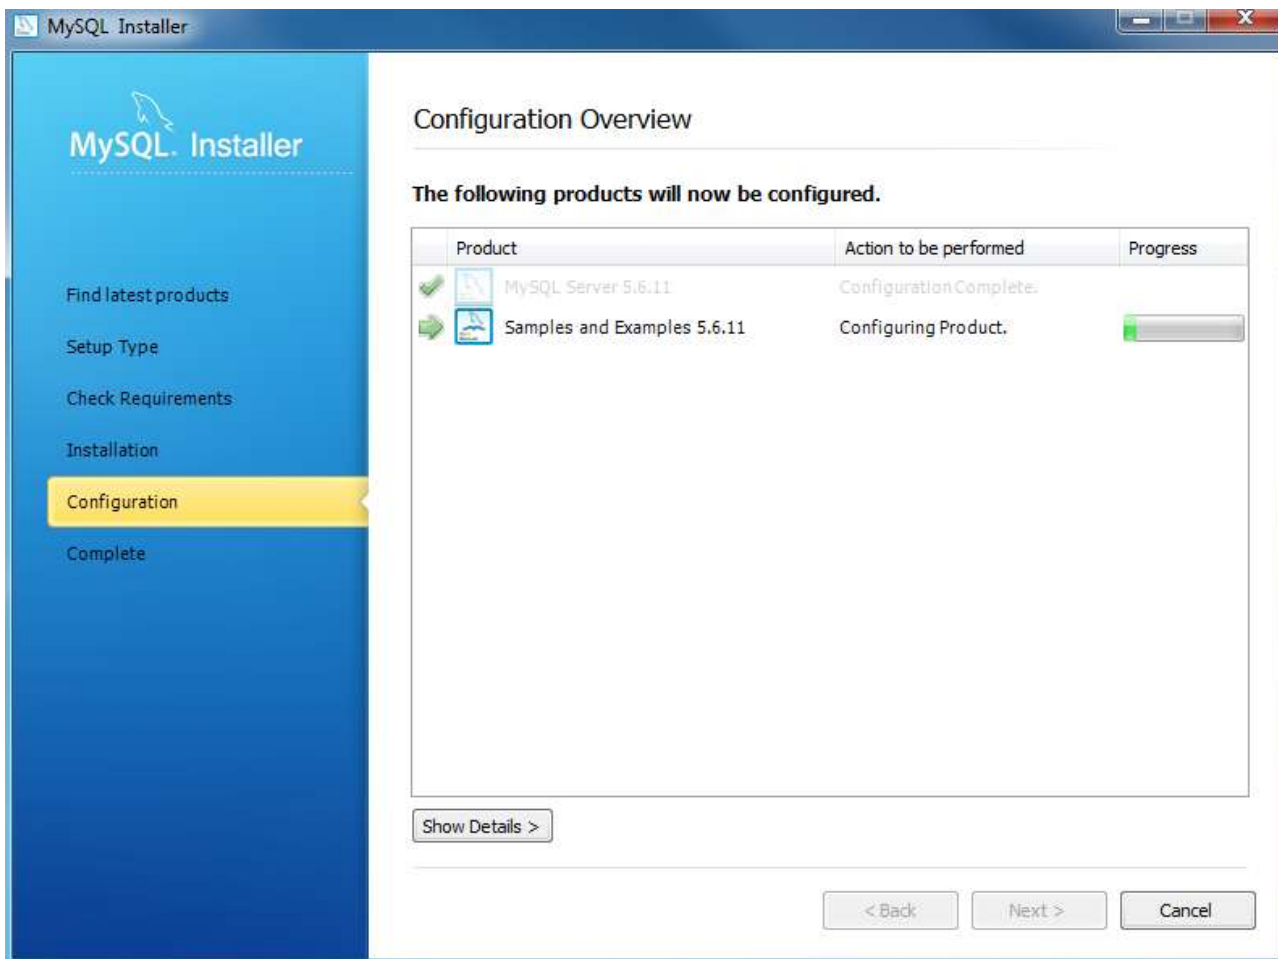 MySQL Installer
MySQL. Installer
Configuration Overview
The following products will now be configured.
Product Action to be performed Progress
MySQL Server 5.6.11 Configuration Complete.
Samples and Examples 5.6.11 Configuring Product.
Find latest products
Setup Type
Check Requirements
Installation
Configuration
Complete
Show Details >
< Back Next > Cancel